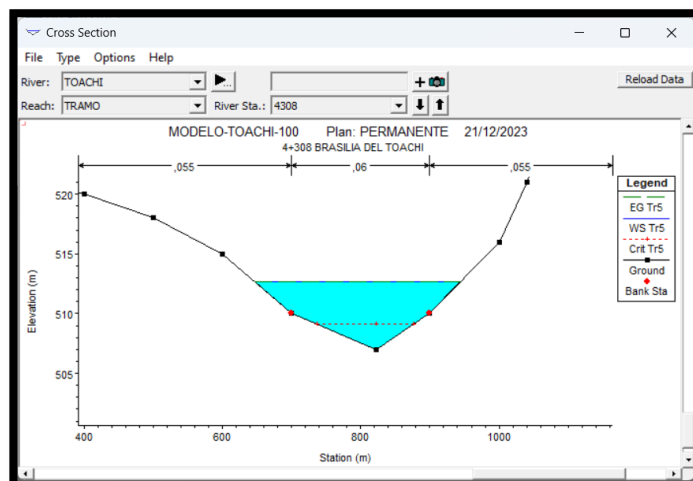 Cross Section
File Type Options Help
River: TOACHI
Reload Data
Reach: TRAMO River Sta.: 4308
MODELO-TOACHI-100 Plan: PERMANENTE 21/12/2023
4+308 BRASILIA DEL TOACHI
,055 ,06 ,055
Legend
EG Tr5
WS Tr5
Crit Tr5
Ground
Bank Sta
Elevation (m)
520
515
510
505
400 600 800 1000
Station (m)